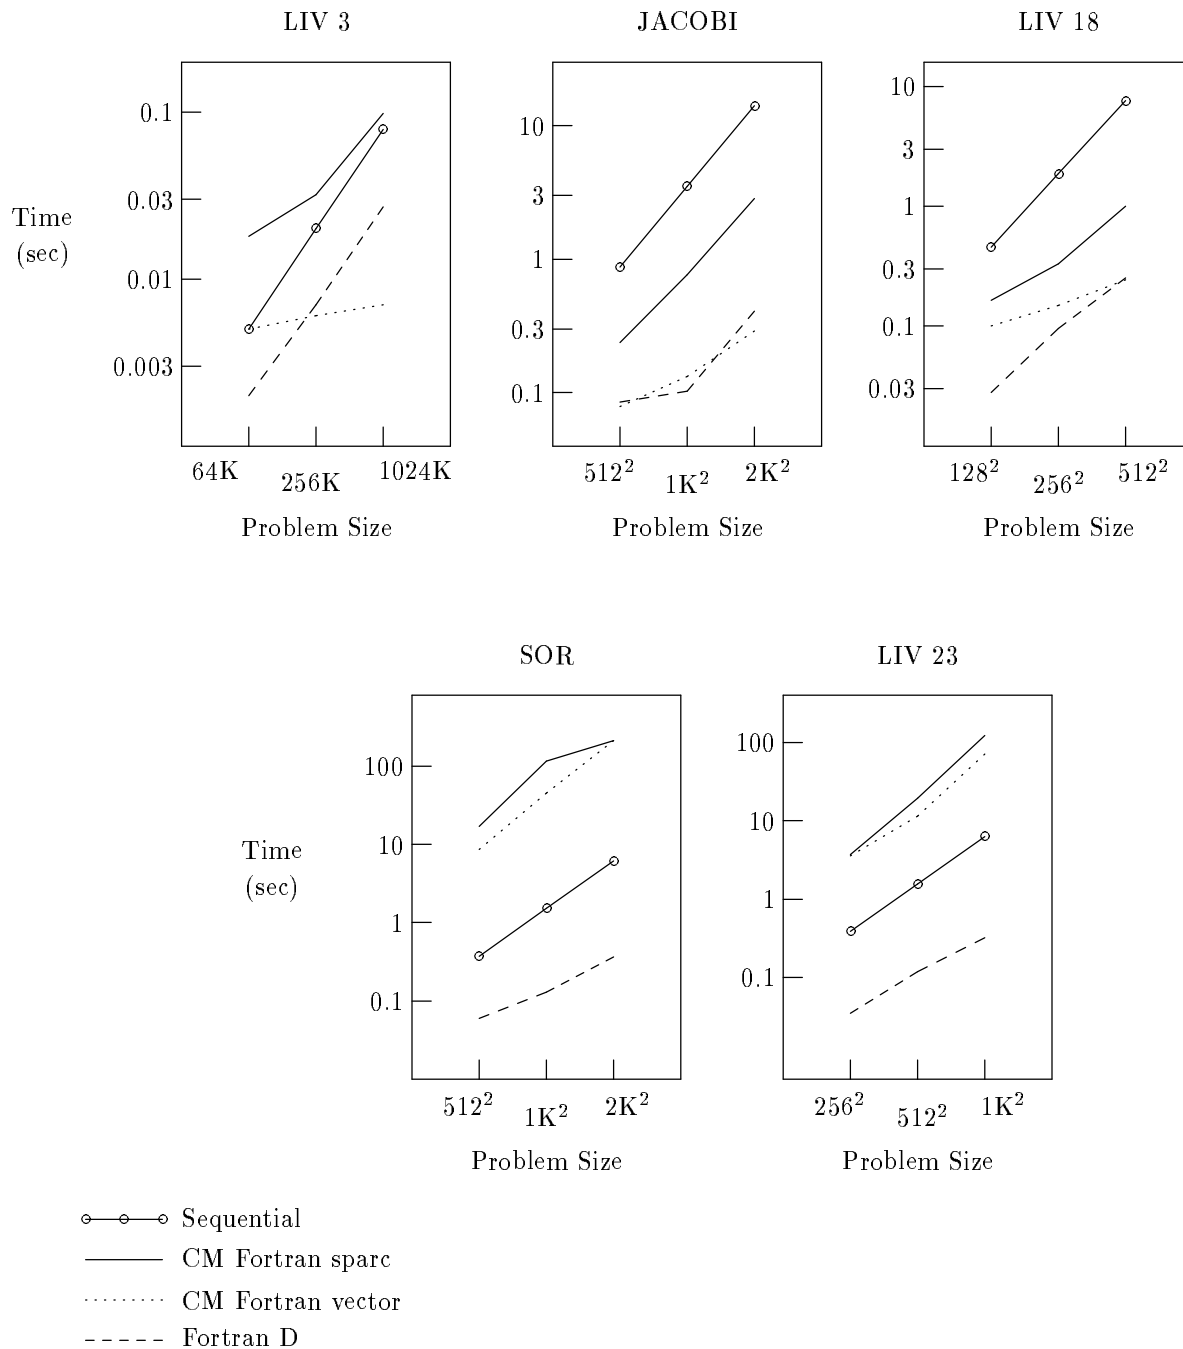 LIV 3
JACOBI
LIV 18
Time
(sec)
0.1
0.03
0.01
0.003
64K
256K
1024K
Problem Size
10
3
1
0.3
0.1
512²
1K²
2K²
Problem Size
10
3
1
0.3
0.1
0.03
128²
256²
512²
Problem Size
SOR
LIV 23
Time
(sec)
100
10
1
0.1
512²
1K²
2K²
Problem Size
100
10
1
0.1
256²
512²
1K²
Problem Size
Sequential
CM Fortran sparc
CM Fortran vector
Fortran D